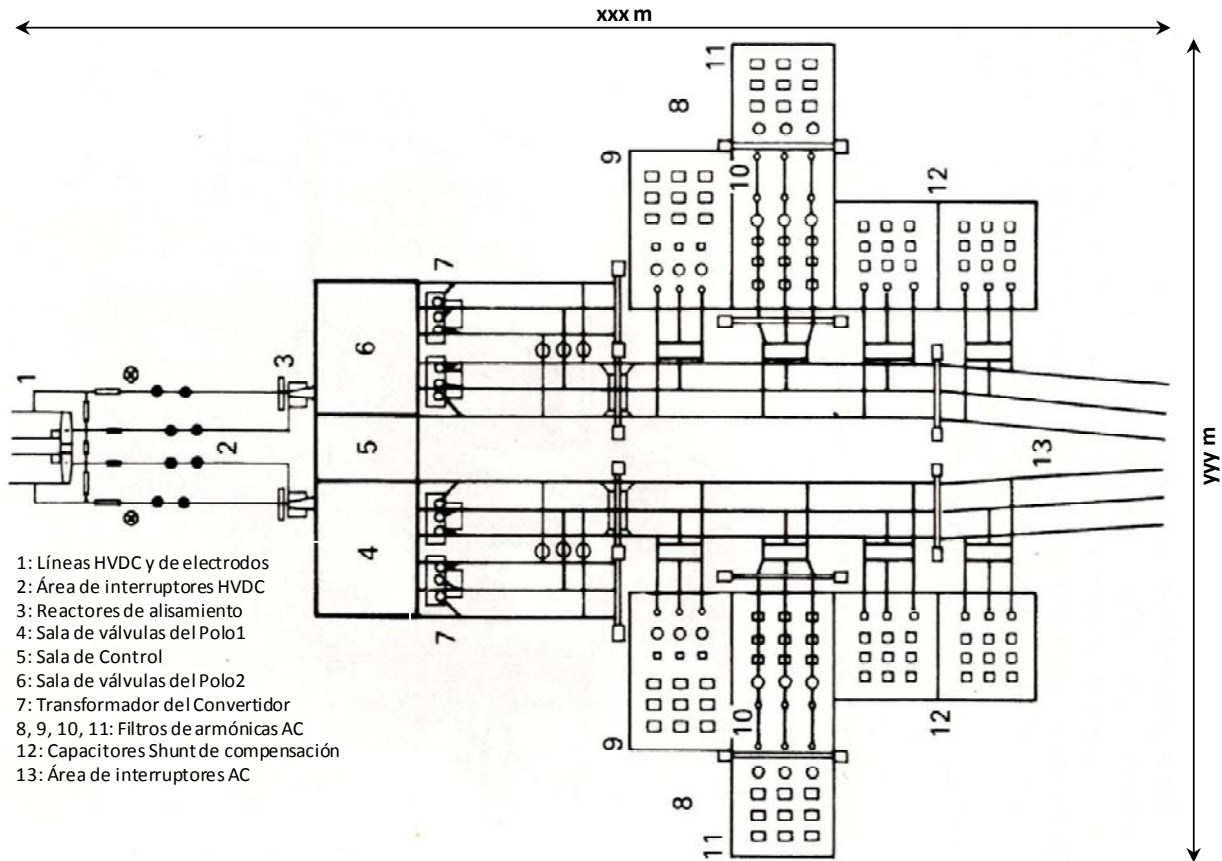 xxx m
yyy m
11
8
9
10
12
7
1
3
6
2
5
13
4
7
12
10
9
8
11
1: Líneas HVDC y de electrodos
2: Área de interruptores HVDC
3: Reactores de alisamiento
4: Sala de válvulas del Polo1
5: Sala de Control
6: Sala de válvulas del Polo2
7: Transformador del Convertidor
8, 9, 10, 11: Filtros de armónicas AC
12: Capacitores Shunt de compensación
13: Área de interruptores AC